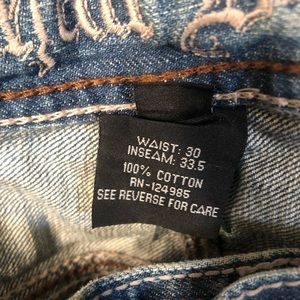 WAIST: 30
INSEAM: 33.5
100% COTTON
RN-124985
SEE REVERSE FOR CARE